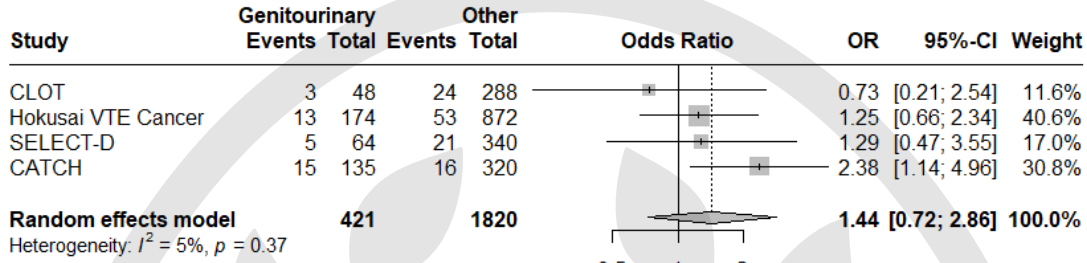 Genitourinary Other
Study Events Total Events Total Odds Ratio OR 95%-CI Weight
CLOT 3 48 24 288 0.73 [0.21; 2.54] 11.6%
Hokusai VTE Cancer 13 174 53 872 1.25 [0.66; 2.34] 40.6%
SELECT-D 5 64 21 340 1.29 [0.47; 3.55] 17.0%
CATCH 15 135 16 320 2.38 [1.14; 4.96] 30.8%
Random effects model 421 1820 1.44 [0.72; 2.86] 100.0%
Heterogeneity: I² = 5%, p = 0.37